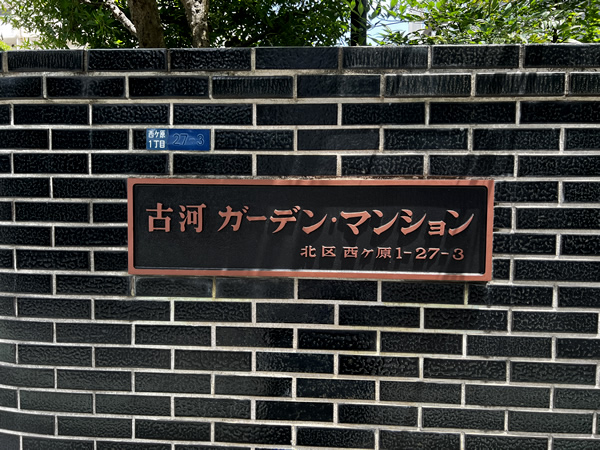 西ケ原
1丁目
27-3
古河 ガーデン・マンション
北区 西ケ原1-27-3